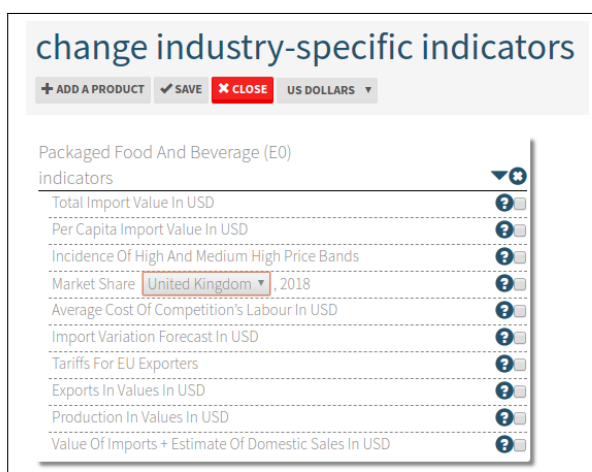 change industry-specific indicators
ADD A PRODUCT SAVE CLOSE US DOLLARS
Packaged Food And Beverage (E0)
indicators
Total Import Value In USD
Per Capita Import Value In USD
Incidence Of High And Medium High Price Bands
Market Share United Kingdom , 2018
Average Cost Of Competition's Labour In USD
Import Variation Forecast In USD
Tariffs For EU Exporters
Exports In Values In USD
Production In Values In USD
Value Of Imports + Estimate Of Domestic Sales In USD